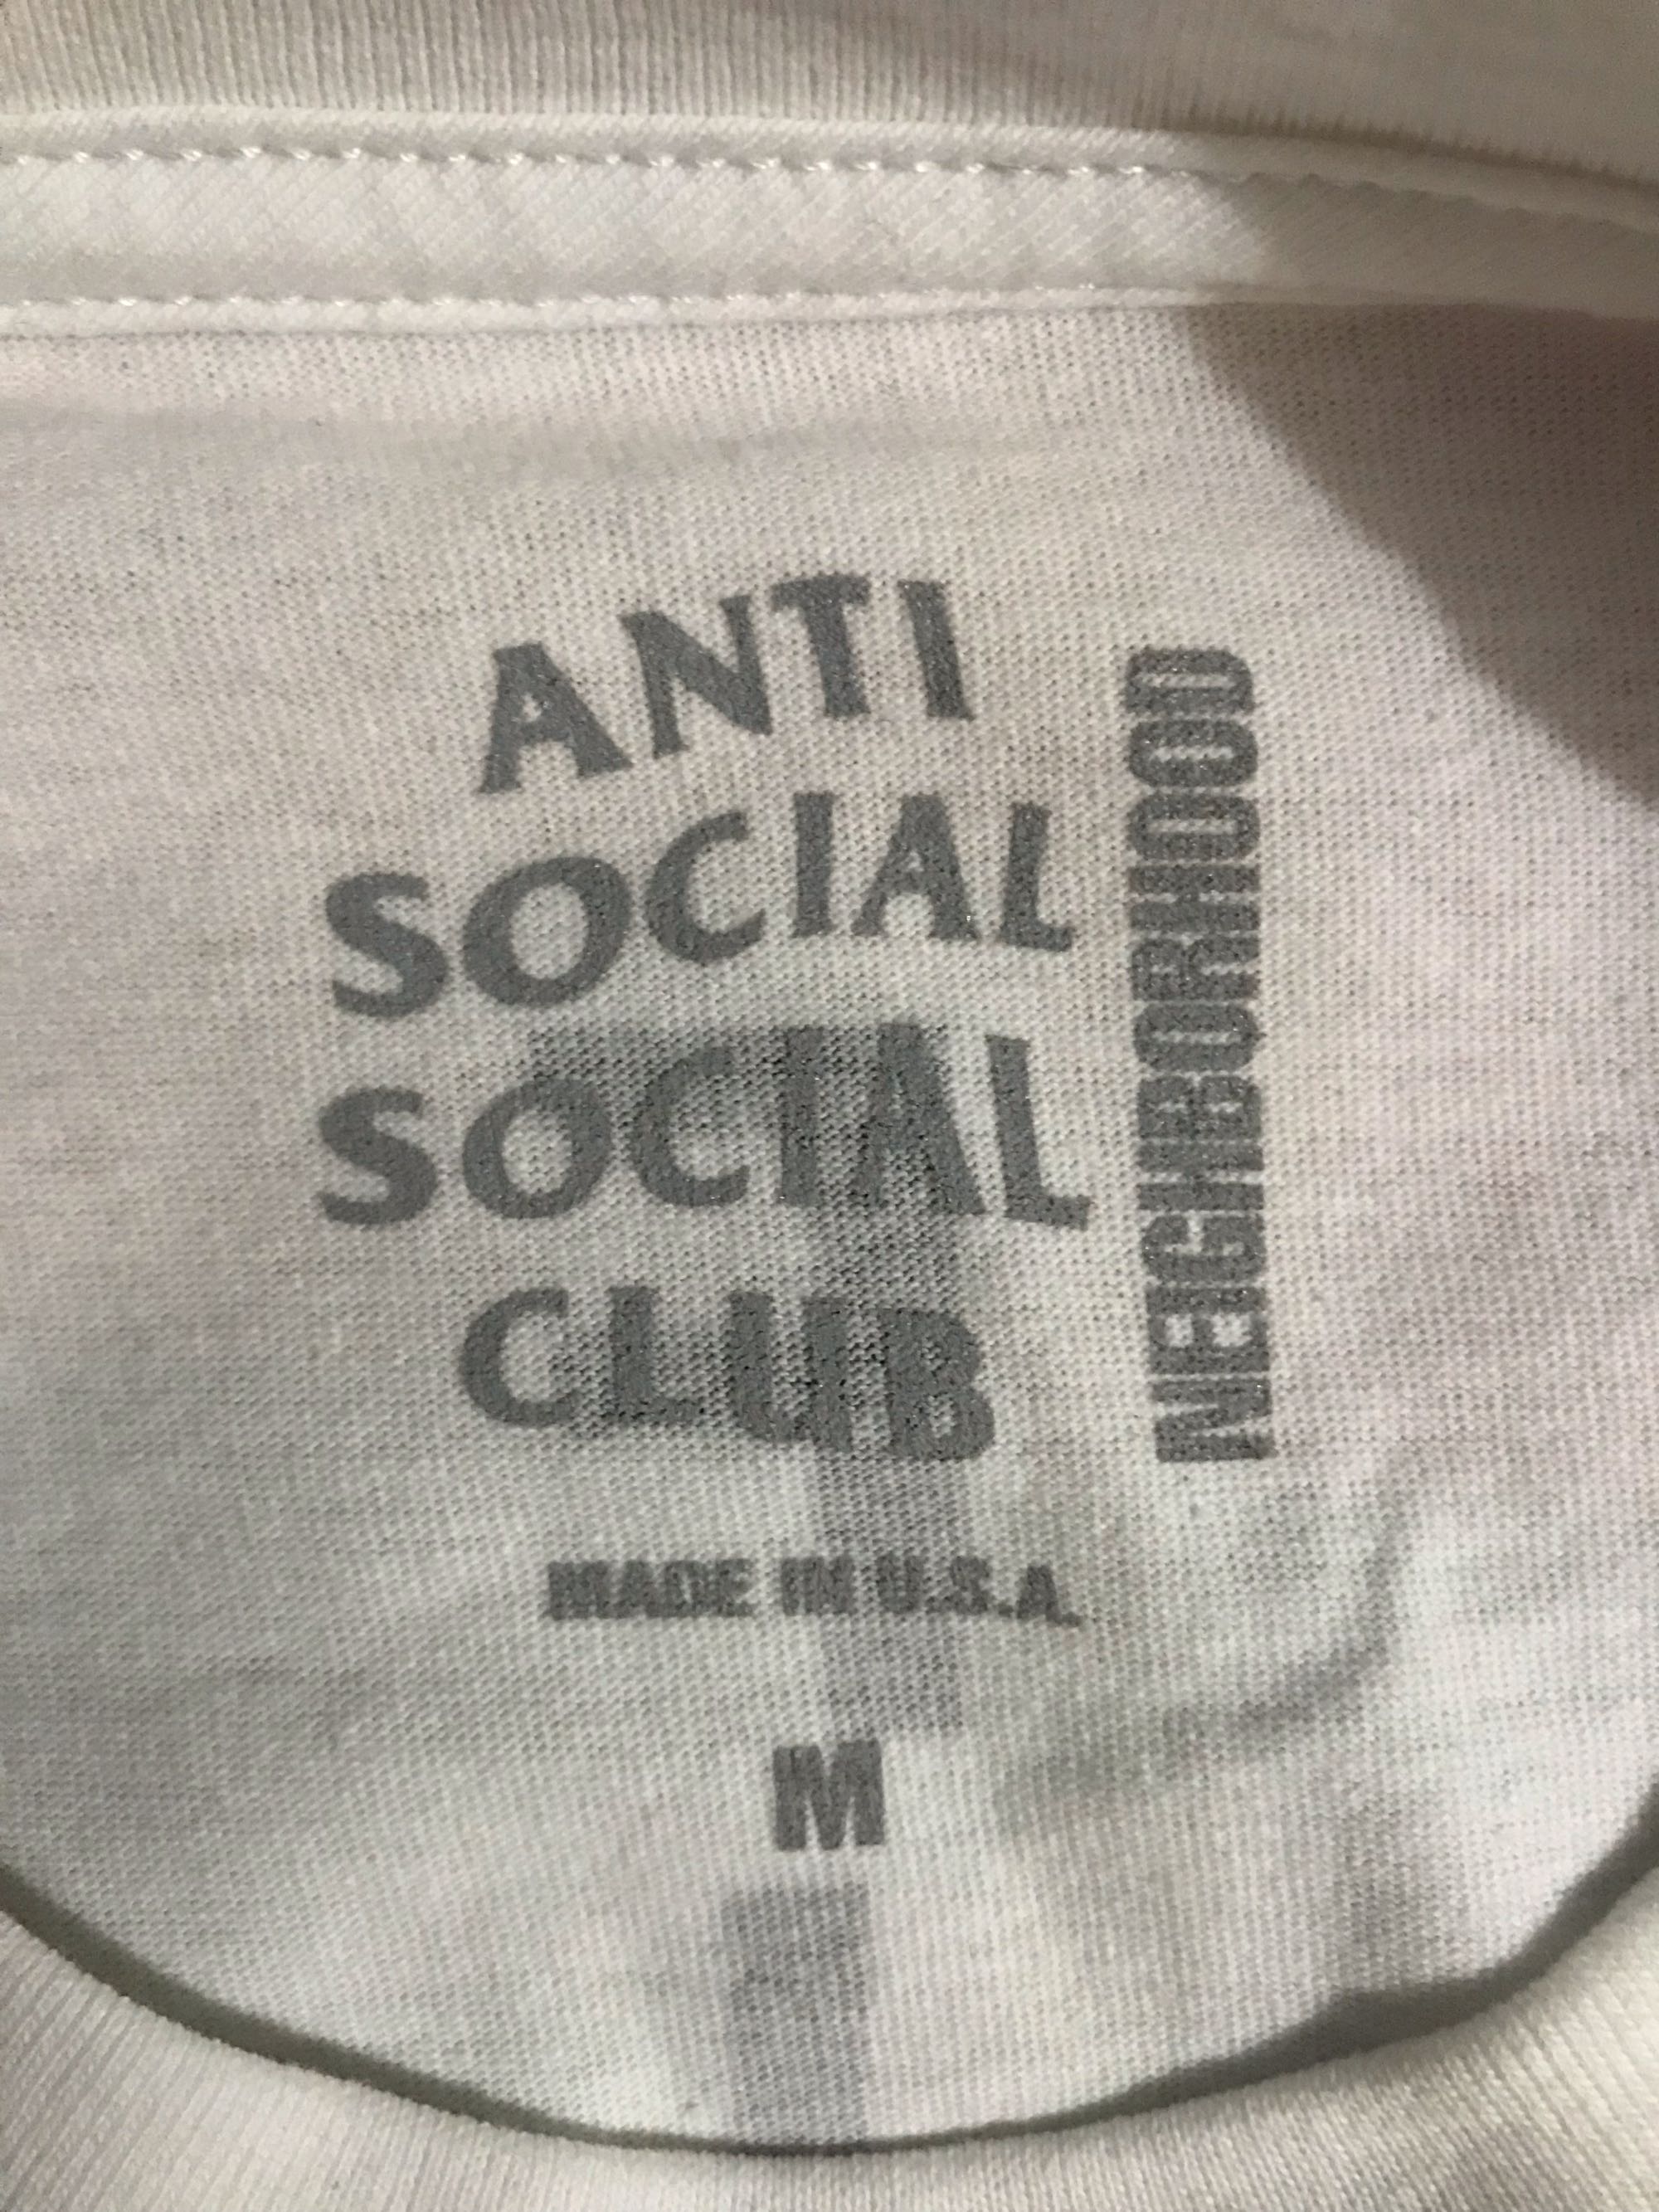 ANTI
SOCIAL
SOCIAL
CLUB
NEIGHBORHOOD
MADE IN U.S.A.
M